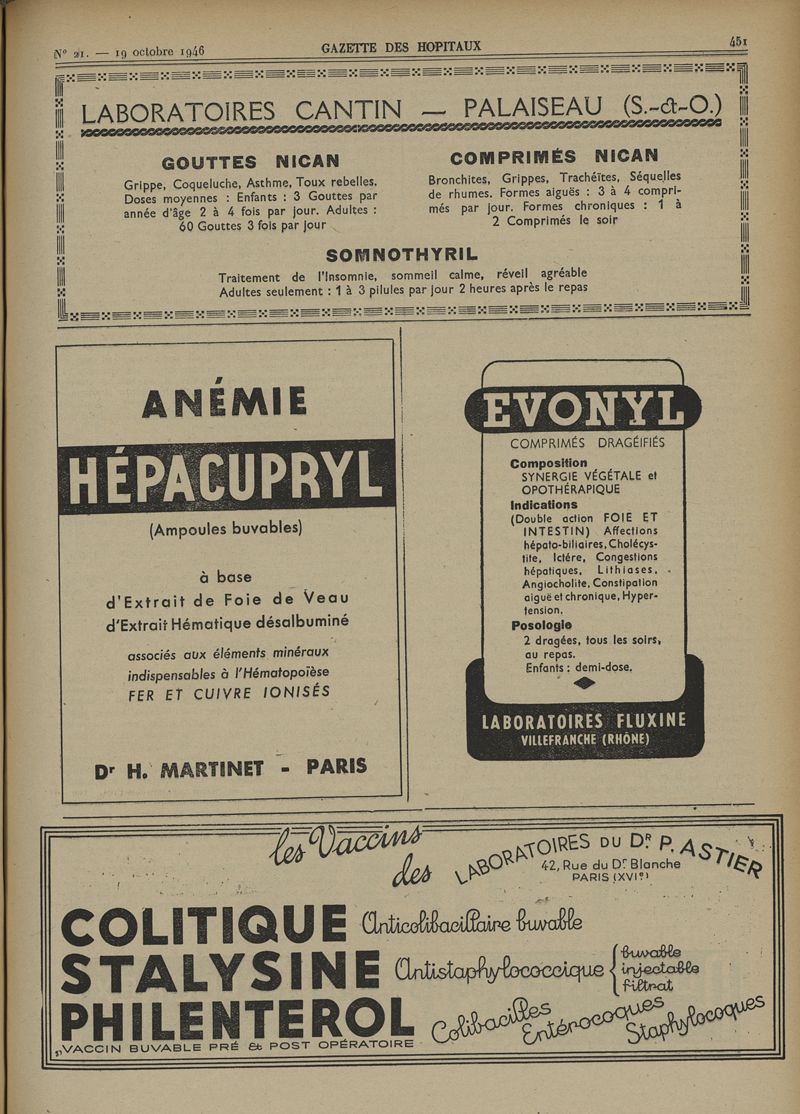 N° 21. — 19 octobre 1946
GAZETTE DES HOPITAUX
451
LABORATOIRES CANTIN — PALAISEAU (S.-&-O.)
GOUTTES NICAN
Grippe, Coqueluche, Asthme, Toux rebelles.
Doses moyennes : Enfants : 3 Gouttes par
année d'âge 2 à 4 fois par jour. Adultes :
60 Gouttes 3 fois par jour
COMPRIMÉS NICAN
Bronchites, Grippes, Trachéïtes, Séquelles
de rhumes. Formes aiguës : 3 à 4 compri-
més par jour. Formes chroniques : 1 à
2 Comprimés le soir
SOMNOTHYRIL
Traitement de l'Insomnie, sommeil calme, réveil agréable
Adultes seulement : 1 à 3 pilules par jour 2 heures après le repas
ANÉMIE
HÉPACUPRYL
(Ampoules buvables)
à base
d'Extrait de Foie de Veau
d'Extrait Hématique désalbuminé
associés aux éléments minéraux
indispensables à l'Hématopoïèse
FER ET CUIVRE IONISÉS
Dr H. MARTINET - PARIS
EVONYL
COMPRIMÉS DRAGÉIFIÉS
Composition
SYNERGIE VÉGÉTALE et
OPOTHÉRAPIQUE
Indications
(Double action FOIE ET
INTESTIN) Affections
hépato-biliaires, Cholécys-
tite, Ictére, Congestions
hépatiques, Lithiases,
Angiocholite, Constipation
aiguë et chronique, Hyper-
tension.
Posologie
2 dragées, tous les soirs,
au repas.
Enfants : demi-dose.
LABORATOIRES FLUXINE
VILLEFRANCHE (RHÔNE)
les Vaccins
des LABORATOIRES DU DR P. ASTIER
42, Rue du Dr Blanche
PARIS (XVIe)
COLITIQUE Anticolibacillaire buvable
STALYSINE Antistaphylococcique { buvable
injectable
filtrat
PHILENTEROL Colibacilles
Entérocoques
Staphylocoques
VACCIN BUVABLE PRÉ & POST OPÉRATOIRE